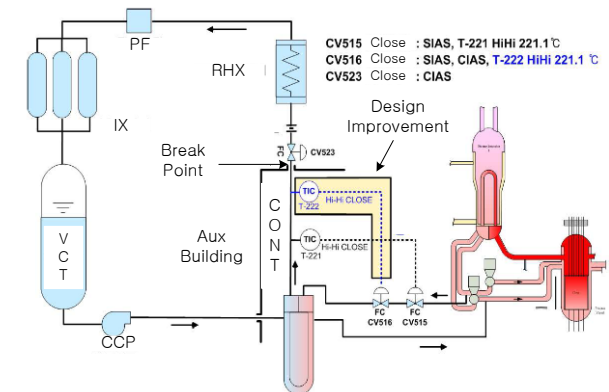 PF
RHX
IX
CV515 Close : SIAS, T-221 HiHi 221.1℃
CV516 Close : SIAS, CIAS, T-222 HiHi 221.1 ℃
CV523 Close : CIAS
Design
Improvement
FC
CV523
Break
Point
TIC
T-222
Hi-Hi CLOSE
CONT
Aux
Building
TIC
T-221
Hi-Hi CLOSE
VCT
FC
CV516
FC
CV515
CCP